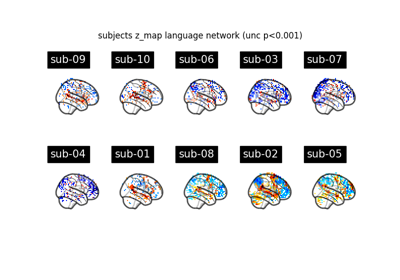 subjects z_map language network (unc p<0.001)
sub-09 sub-10 sub-06 sub-03 sub-07
sub-04 sub-01 sub-08 sub-02 sub-05